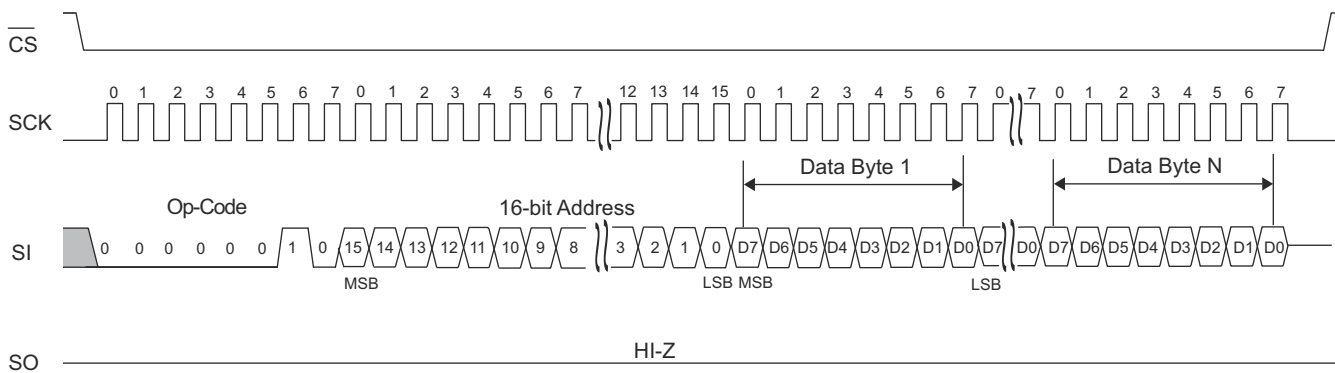 CS
0 1 2 3 4 5 6 7 0 1 2 3 4 5 6 7 12 13 14 15 0 1 2 3 4 5 6 7 0 7 0 1 2 3 4 5 6 7
SCK
Data Byte 1 Data Byte N
Op-Code 16-bit Address
SI 0 0 0 0 0 0 1 0 15 14 13 12 11 10 9 8 3 2 1 0 D7 D6 D5 D4 D3 D2 D1 D0 D7 D0 D7 D6 D5 D4 D3 D2 D1 D0
MSB LSB MSB LSB
HI-Z
SO